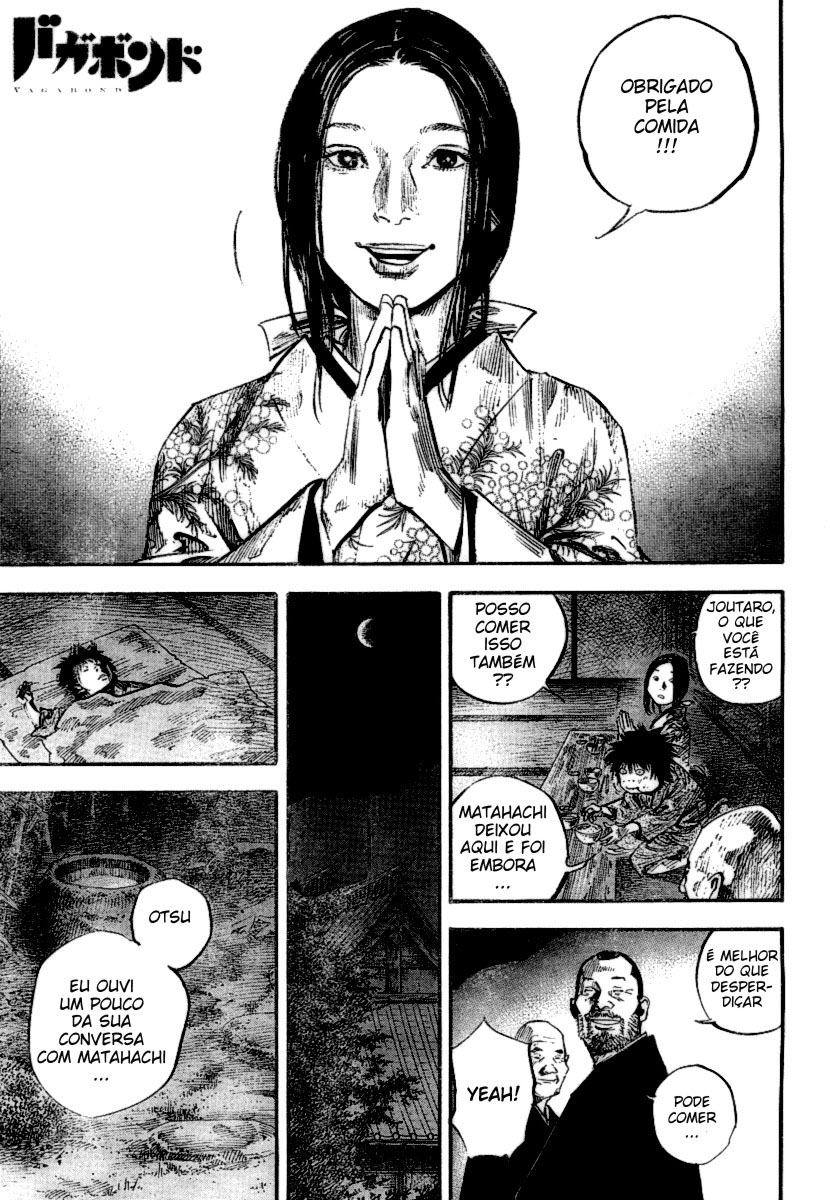 バガボンド
VAGABOND
OBRIGADO
PELA
COMIDA
!!!
JOUTARO,
O QUE
VOCÊ
ESTÁ
FAZENDO
??
POSSO
COMER
ISSO
TAMBÉM
??
MATAHACHI
DEIXOU
AQUI E FOI
EMBORA
...
É MELHOR
DO QUE
DESPER-
DIÇAR
PODE
COMER
...
YEAH!
OTSU
EU OUVI
UM POUCO
DA SUA
CONVERSA
COM MATAHACHI
...